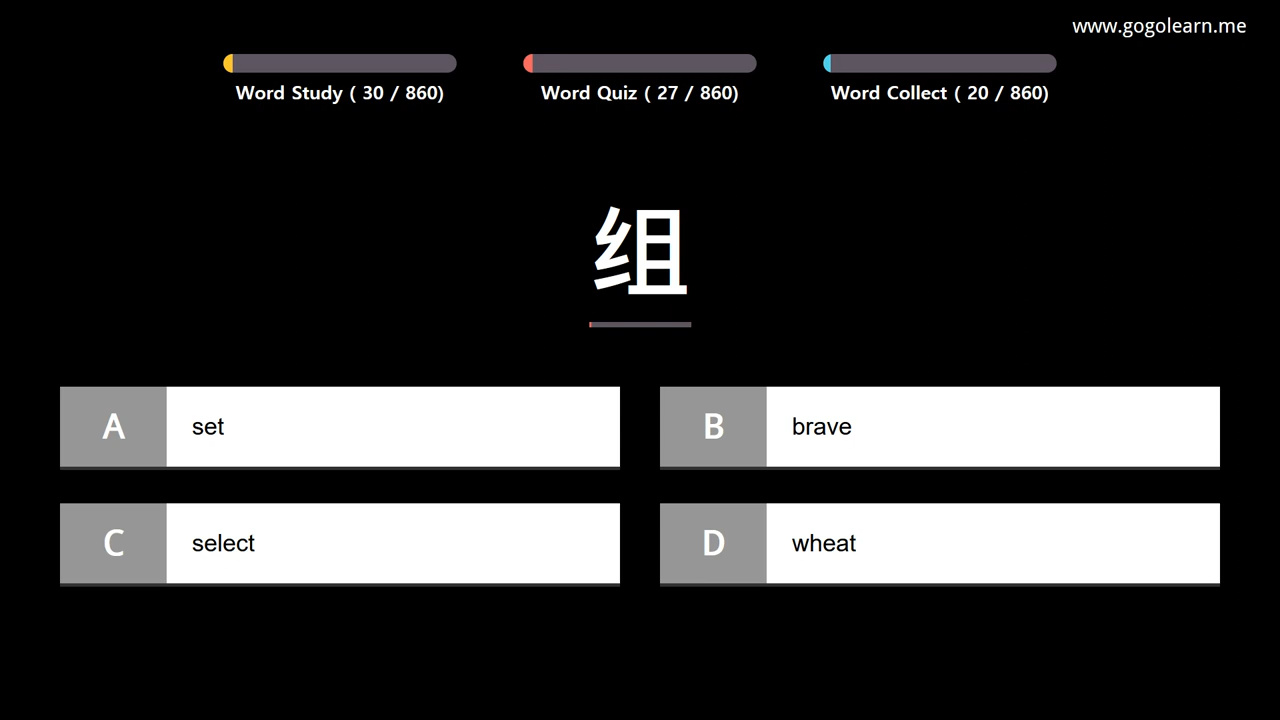 www.gogolearn.me
Word Study ( 30 / 860)
Word Quiz ( 27 / 860)
Word Collect ( 20 / 860)
组
A set
B brave
C select
D wheat